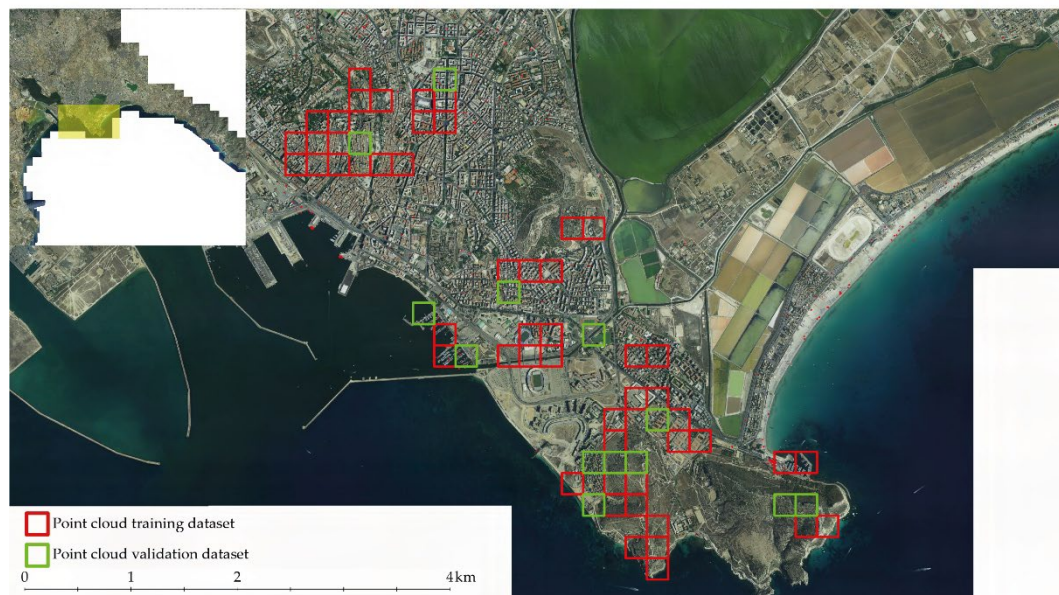 Point cloud training dataset
Point cloud validation dataset
0 1 2 4km